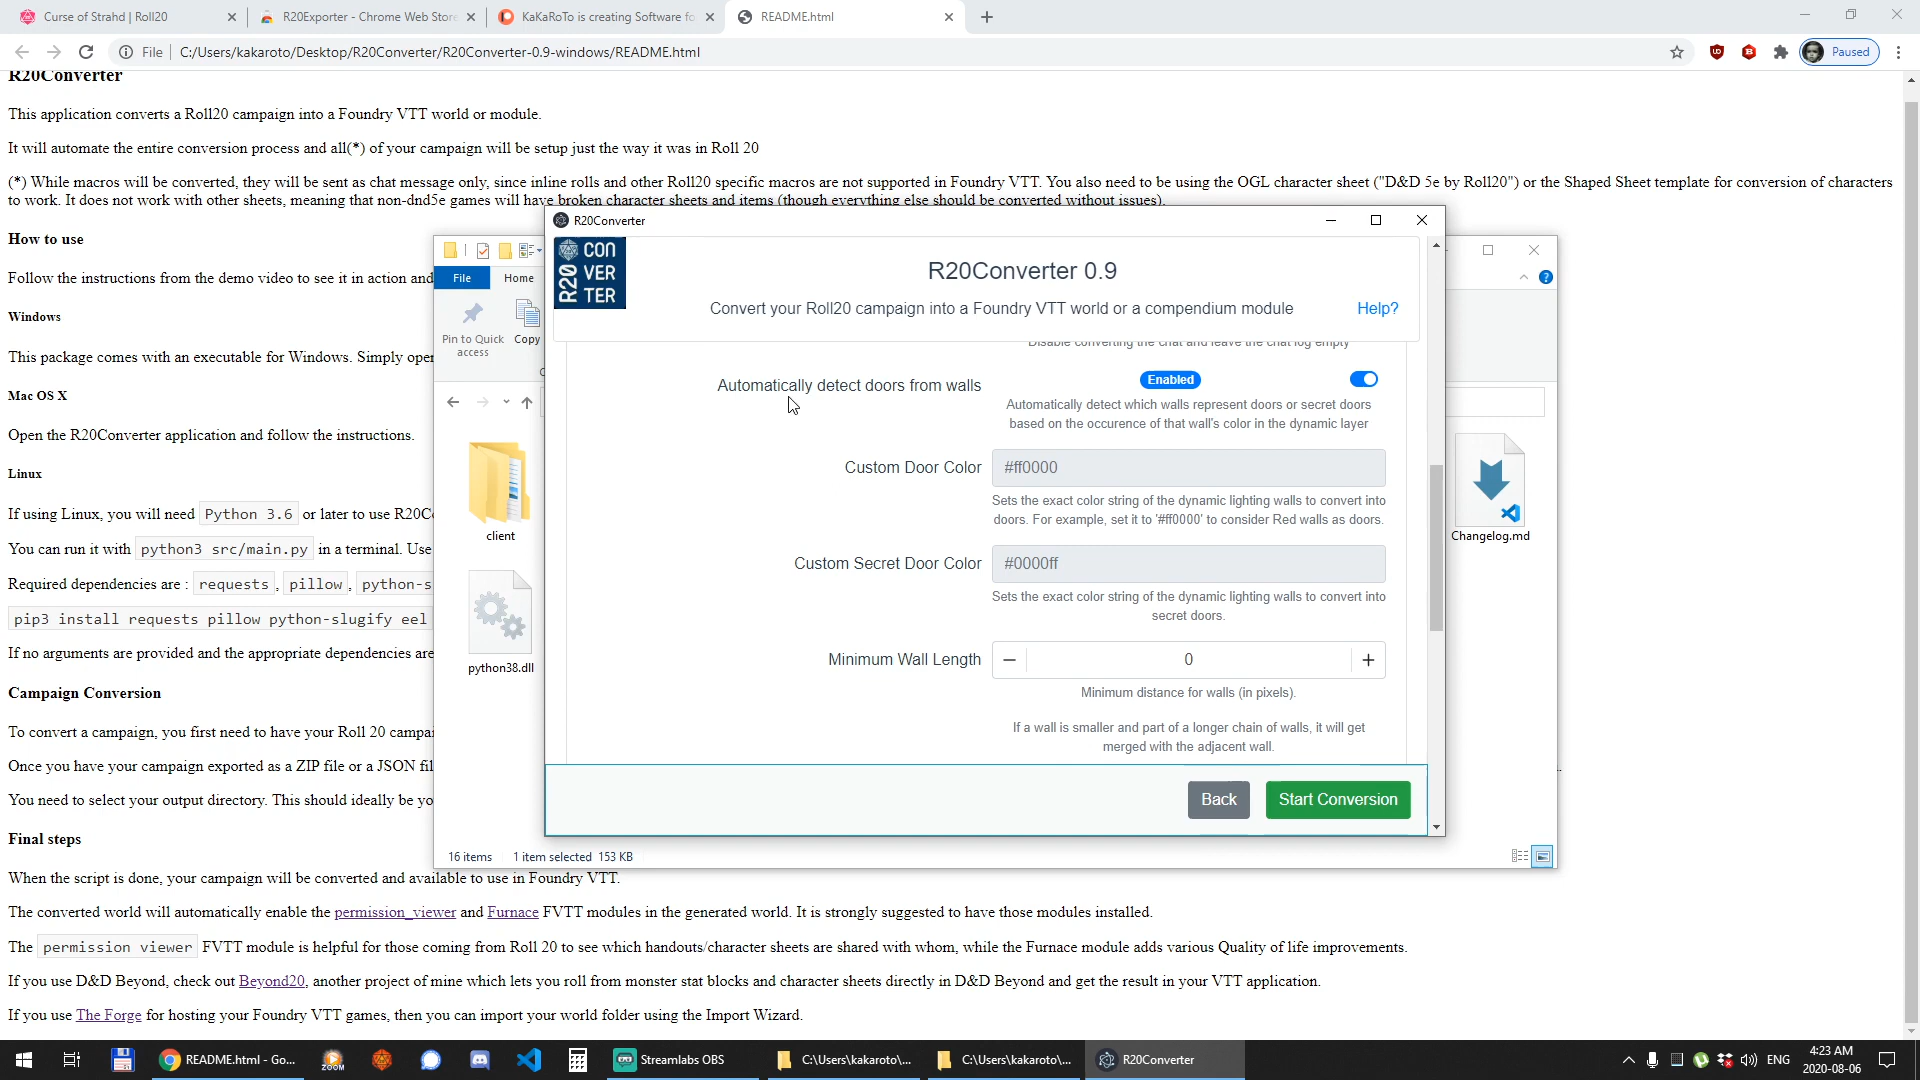 Curse of Strahd | Roll20
R20Exporter - Chrome Web Store
KaKaRoTo is creating Software fo
README.html
File
C:/Users/kakaroto/Desktop/R20Converter/R20Converter-0.9-windows/README.html
Paused
R20Converter
This application converts a Roll20 campaign into a Foundry VTT world or module.
It will automate the entire conversion process and all(*) of your campaign will be setup just the way it was in Roll 20
(*) While macros will be converted, they will be sent as chat message only, since inline rolls and other Roll20 specific macros are not supported in Foundry VTT. You also need to be using the OGL character sheet ("D&D 5e by Roll20") or the Shaped Sheet template for conversion of characters
to work. It does not work with other sheets, meaning that non-dnd5e games will have broken character sheets and items (though everything else should be converted without issues).
How to use
Follow the instructions from the demo video to see it in action and
Windows
This package comes with an executable for Windows. Simply open
Mac OS X
Open the R20Converter application and follow the instructions.
Linux
If using Linux, you will need Python 3.6 or later to use R20C
You can run it with python3 src/main.py in a terminal. Use
Required dependencies are : requests, pillow, python-s
pip3 install requests pillow python-slugify eel
If no arguments are provided and the appropriate dependencies are
Campaign Conversion
To convert a campaign, you first need to have your Roll 20 campai
Once you have your campaign exported as a ZIP file or a JSON fil
You need to select your output directory. This should ideally be yo
Final steps
When the script is done, your campaign will be converted and available to use in Foundry VTT.
The converted world will automatically enable the permission_viewer and Furnace FVTT modules in the generated world. It is strongly suggested to have those modules installed.
The permission viewer FVTT module is helpful for those coming from Roll 20 to see which handouts/character sheets are shared with whom, while the Furnace module adds various Quality of life improvements.
If you use D&D Beyond, check out Beyond20, another project of mine which lets you roll from monster stat blocks and character sheets directly in D&D Beyond and get the result in your VTT application.
If you use The Forge for hosting your Foundry VTT games, then you can import your world folder using the Import Wizard.
File
Home
Pin to Quick
access
Copy
client
python38.dll
Changelog.md
16 items
1 item selected 153 KB
R20Converter
R20
CON
VER
TER
R20Converter 0.9
Convert your Roll20 campaign into a Foundry VTT world or a compendium module
Help?
Disable converting the chat and leave the chat log empty
Automatically detect doors from walls
Enabled
Automatically detect which walls represent doors or secret doors
based on the occurence of that wall's color in the dynamic layer
Custom Door Color
#ff0000
Sets the exact color string of the dynamic lighting walls to convert into
doors. For example, set it to '#ff0000' to consider Red walls as doors.
Custom Secret Door Color
#0000ff
Sets the exact color string of the dynamic lighting walls to convert into
secret doors.
Minimum Wall Length
0
Minimum distance for walls (in pixels).
If a wall is smaller and part of a longer chain of walls, it will get
merged with the adjacent wall.
Back
Start Conversion
README.html - Go...
ZOOM
Streamlabs OBS
C:\Users\kakaroto\...
C:\Users\kakaroto\...
R20Converter
ENG
4:23 AM
2020-08-06